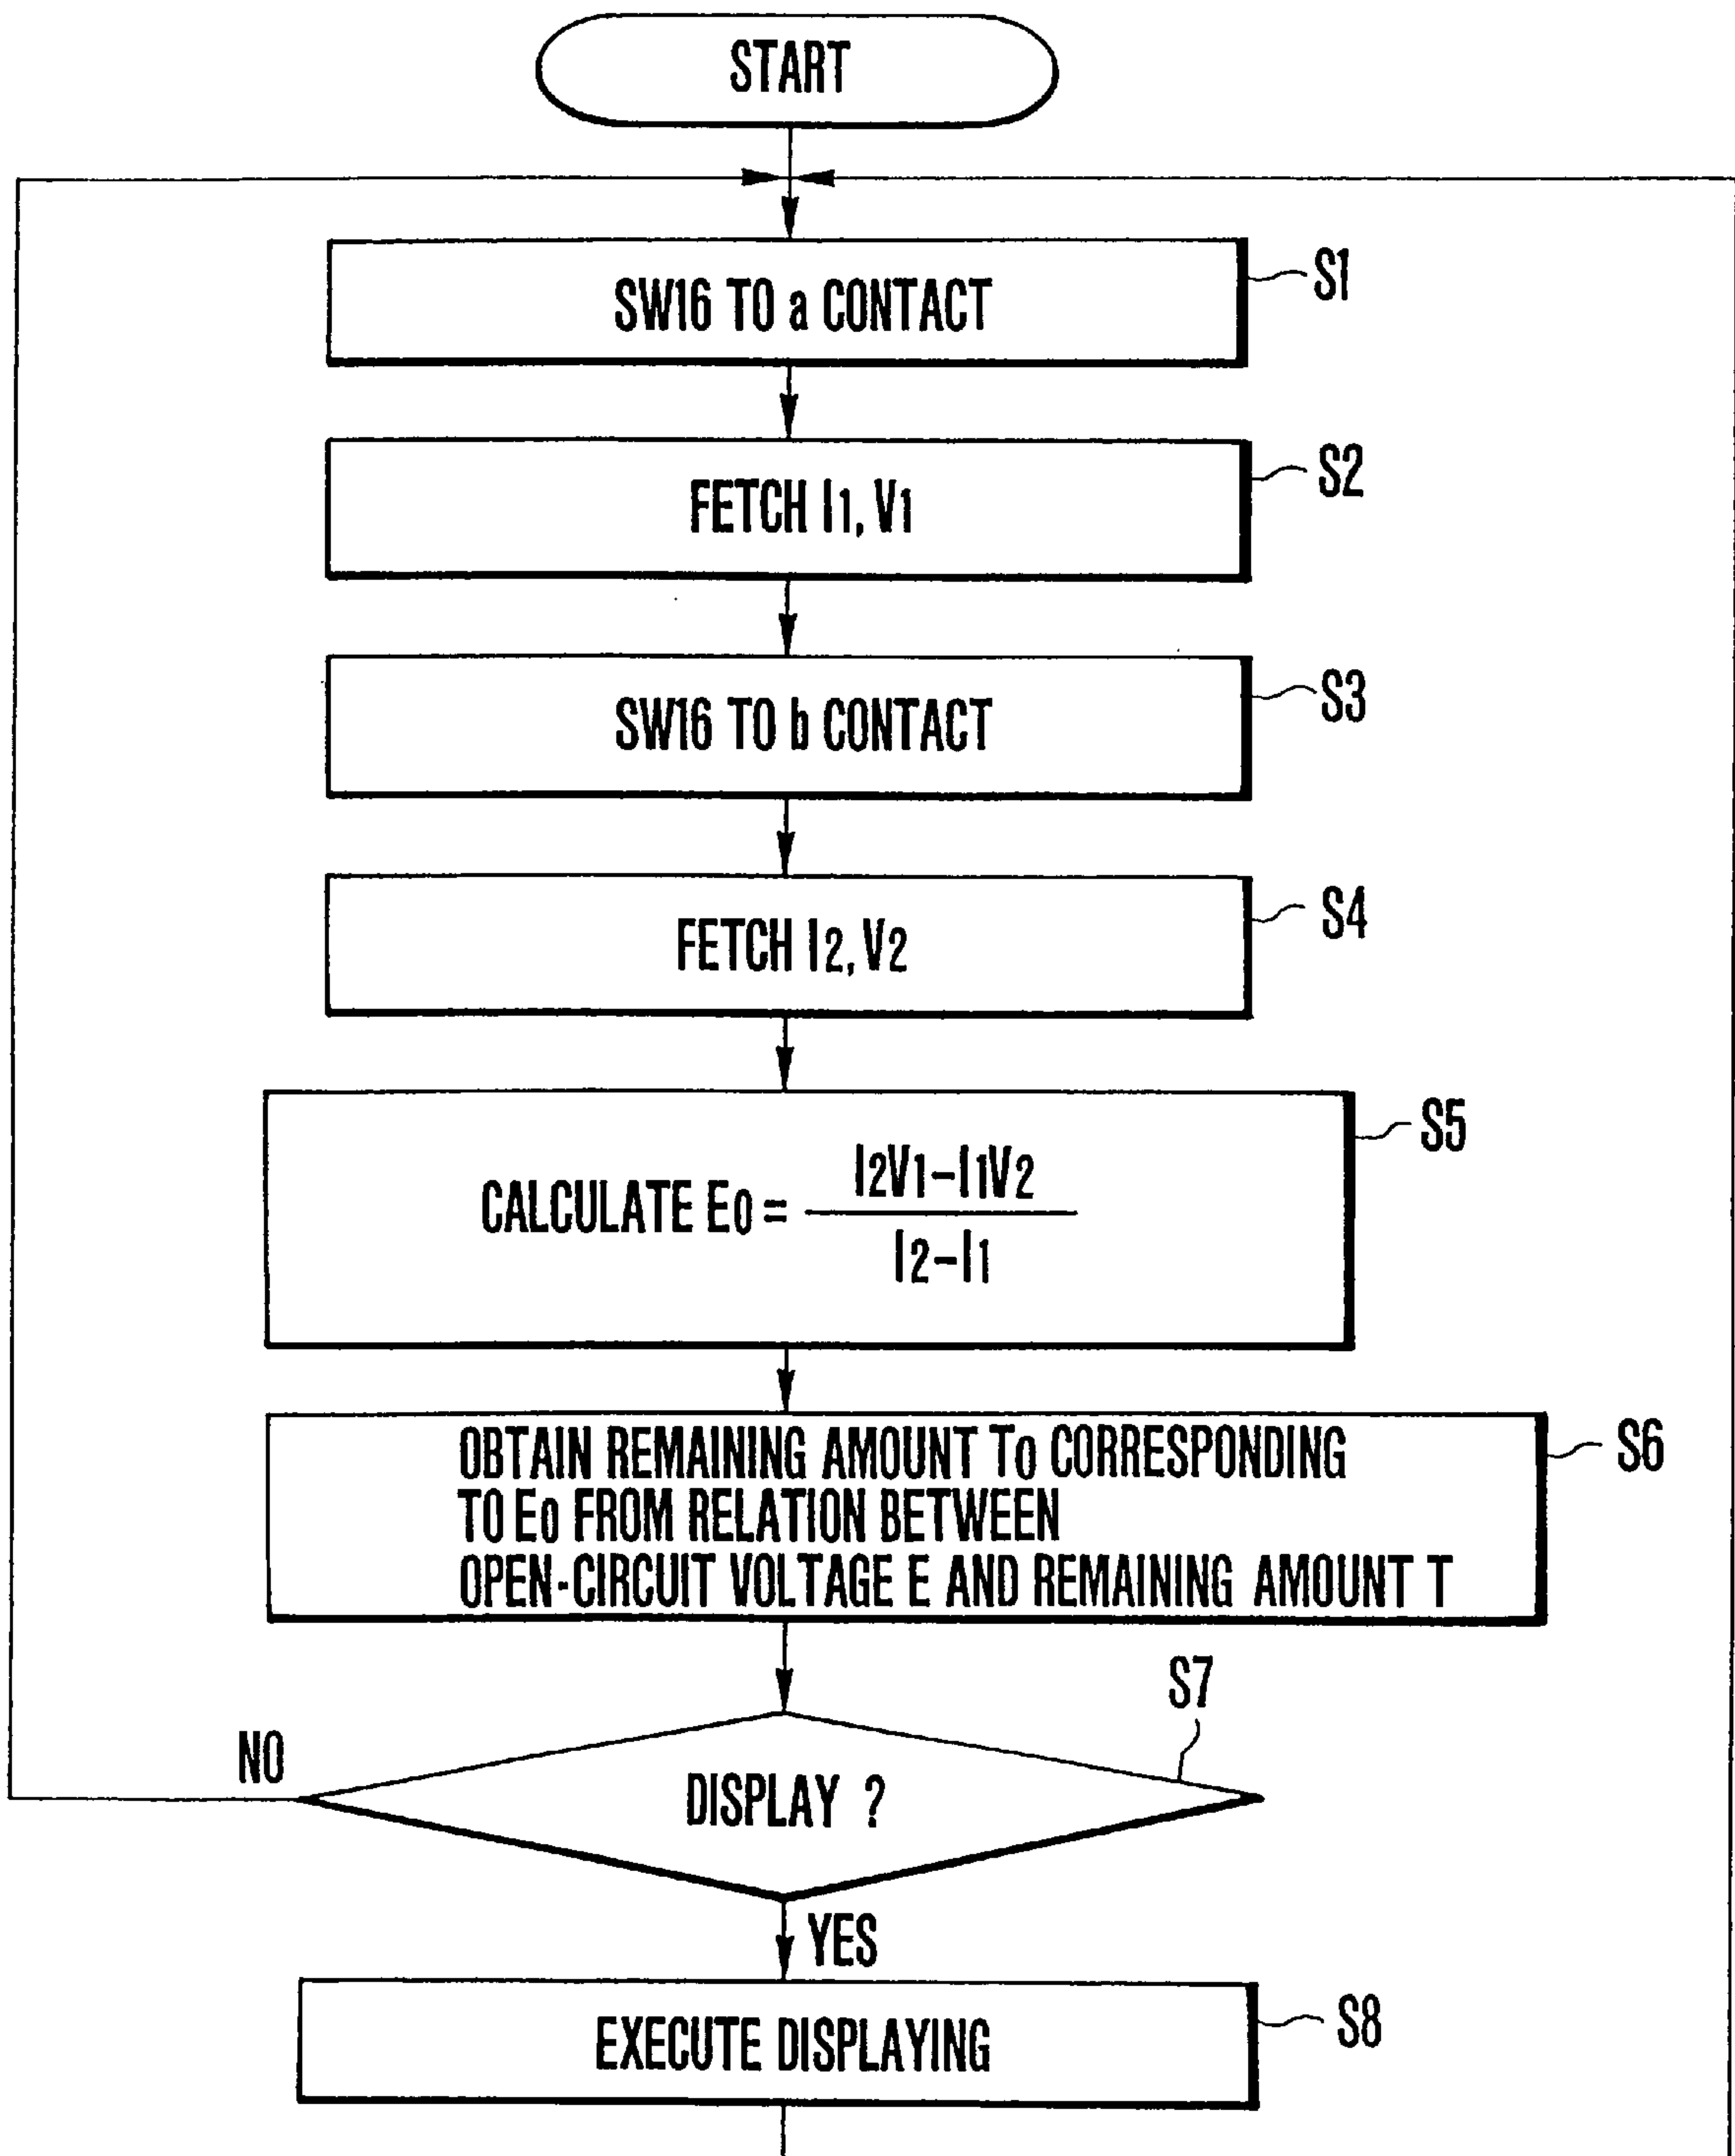 START
SW16 TO a CONTACT
S1
FETCH I1, V1
S2
SW16 TO b CONTACT
S3
FETCH I2, V2
S4
CALCULATE E0 = I2V1-I1V2
I2-I1
S5
OBTAIN REMAINING AMOUNT T0 CORRESPONDING
TO E0 FROM RELATION BETWEEN
OPEN-CIRCUIT VOLTAGE E AND REMAINING AMOUNT T
S6
S7
NO
DISPLAY ?
YES
EXECUTE DISPLAYING
S8